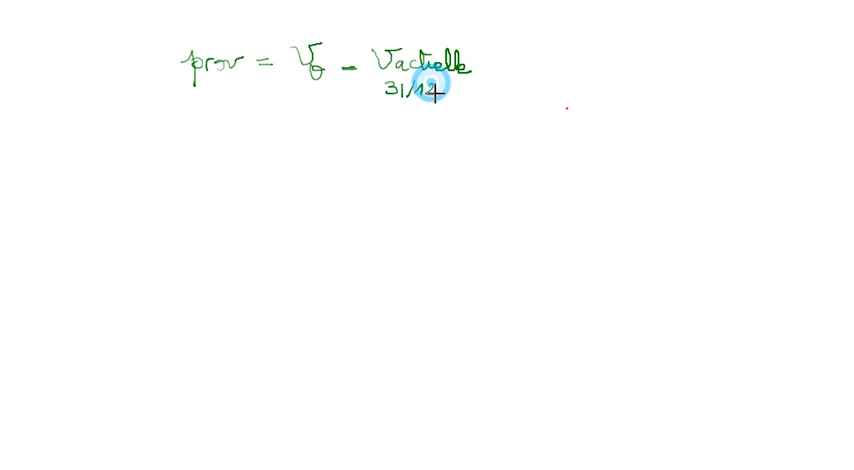 prov = V₀ - Vactuelle
31/12